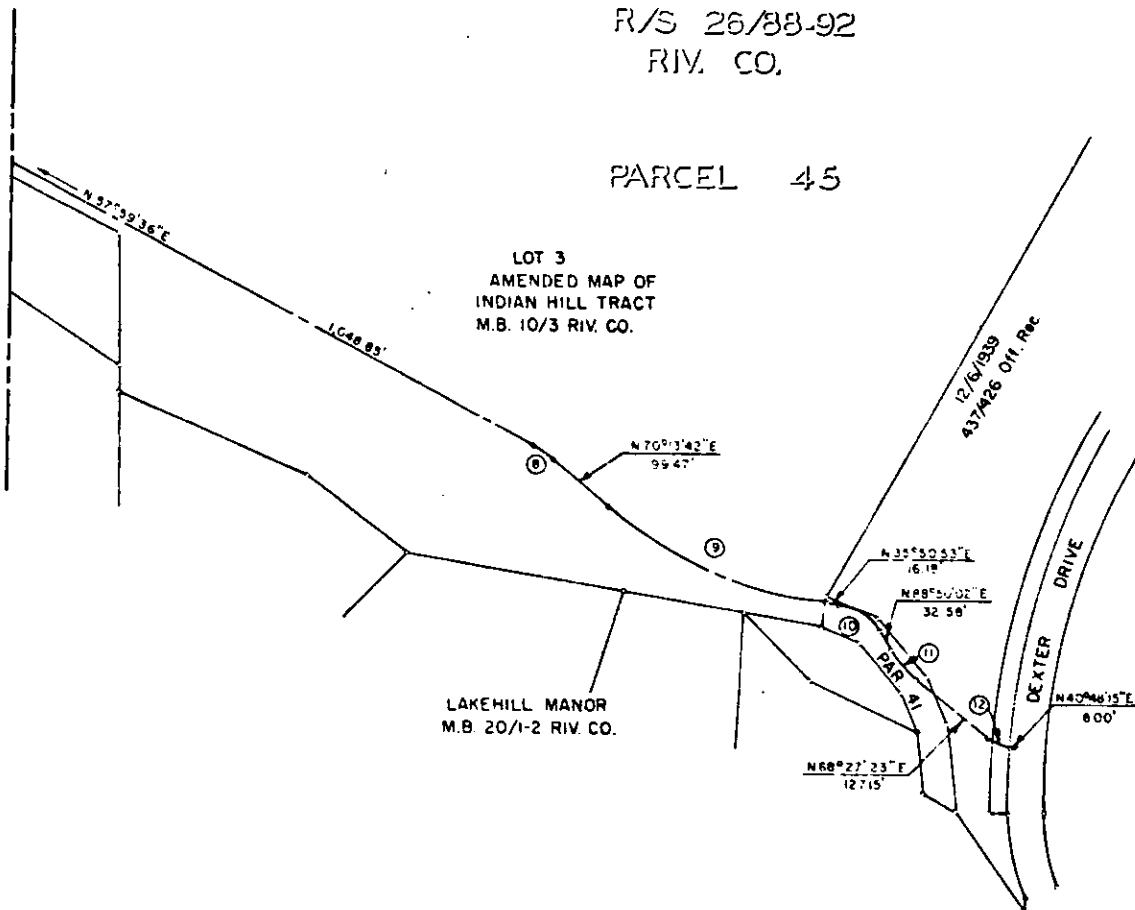 R/S 26/88-92
RIV. CO.
PARCEL 45
N 57°59'36"E
LOT 3
AMENDED MAP OF
INDIAN HILL TRACT
M.B. 10/3 RIV. CO.
1,048.85'
12/6/1939
437/426 Off. Rec
N 70°13'42"E
99.47'
8
9
N 35°50'53"E
16.18'
N 88°50'02"E
32.58'
10
11
PAR 41
DEXTER DRIVE
12
N 40°48'15"E
8.00'
LAKEHILL MANOR
M.B. 20/1-2 RIV. CO.
N 68°27'23"E
127.15'